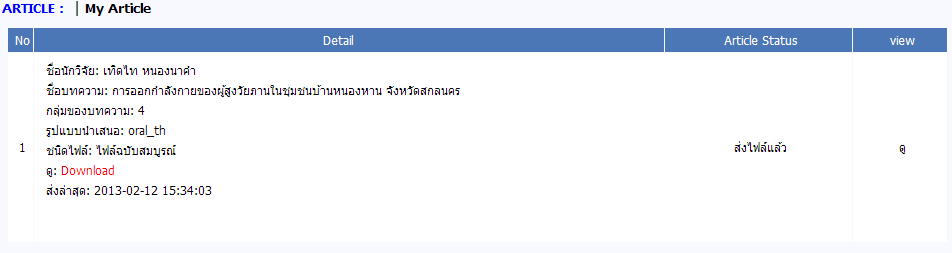 ARTICLE : | My Article
No Detail Article Status view
ชื่อนักวิจัย: เทิดไท หนองนาคำ
ชื่อบทความ: การออกกำลังกายของผู้สูงวัยภานในชุมชนบ้านหนองหาน จังหวัดสกลนคร
กลุ่มของบทความ: 4
รูปแบบนำเสนอ: oral_th
1 ชนิดไฟล์: ไฟล์ฉบับสมบูรณ์ ส่งไฟล์แล้ว ดู
ดู: Download
ส่งล่าสุด: 2013-02-12 15:34:03